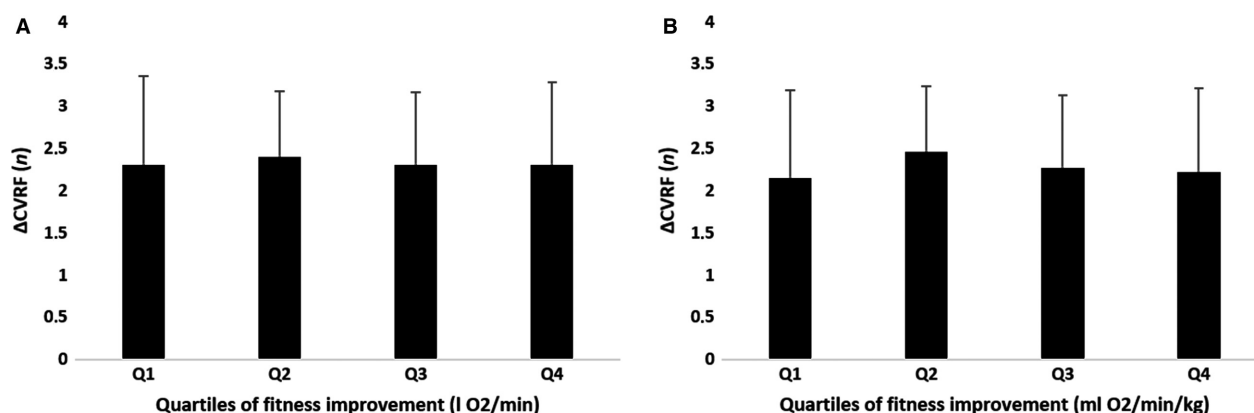 A
4
3.5
3
2.5
2
1.5
1
0.5
0
ΔCVRF (n)
Q1 Q2 Q3 Q4
Quartiles of fitness improvement (l O2/min)
B
4
3.5
3
2.5
2
1.5
1
0.5
0
ΔCVRF (n)
Q1 Q2 Q3 Q4
Quartiles of fitness improvement (ml O2/min/kg)